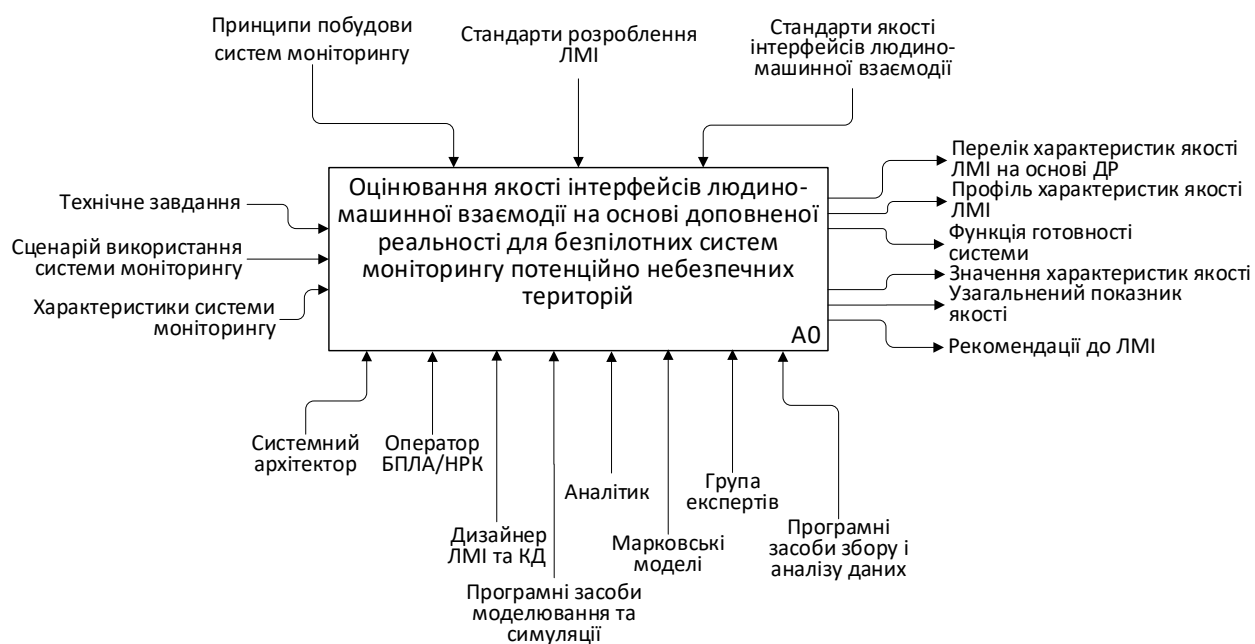 Принципи побудови
систем моніторингу
Стандарти розроблення
ЛМІ
Стандарти якості
інтерфейсів людино-
машинної взаємодії
Технічне завдання
Сценарій використання
системи моніторингу
Характеристики системи
моніторингу
Оцінювання якості інтерфейсів людино-
машинної взаємодії на основі доповненої
реальності для безпілотних систем
моніторингу потенційно небезпечних
територій
A0
Перелік характеристик якості
ЛМІ на основі ДР
Профіль характеристик якості
ЛМІ
Функція готовності
системи
Значення характеристик якості
Узагальнений показник
якості
Рекомендації до ЛМІ
Системний
архітектор
Оператор
БПЛА/НРК
Дизайнер
ЛМІ та КД
Програмні засоби
моделювання та
симуляції
Аналітик
Марковські
моделі
Група
експертів
Програмні
засоби збору і
аналізу даних